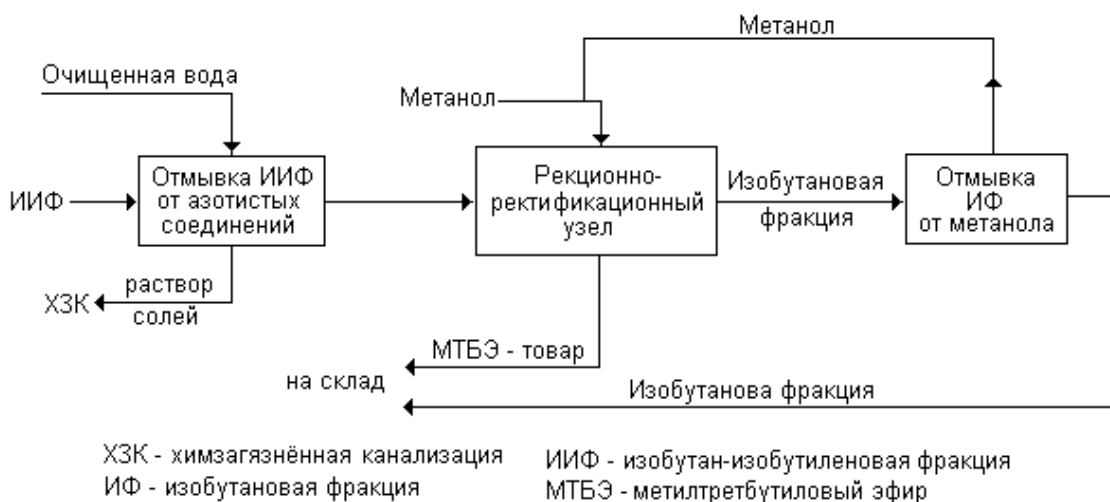 Метанол
Очищенная вода
Метанол
ИИФ
Отмывка ИИФ
от азотистых
соединений
Рекционно-
ректификационный
узел
Изобутановая
фракция
Отмывка
ИФ
от метанола
ХЗК
раствор
солей
МТБЭ - товар
на склад
Изобутанова фракция
ХЗК - химзагязнённая канализация
ИИФ - изобутан-изобутиленовая фракция
ИФ - изобутановая фракция
МТБЭ - метилтретбутиловый эфир